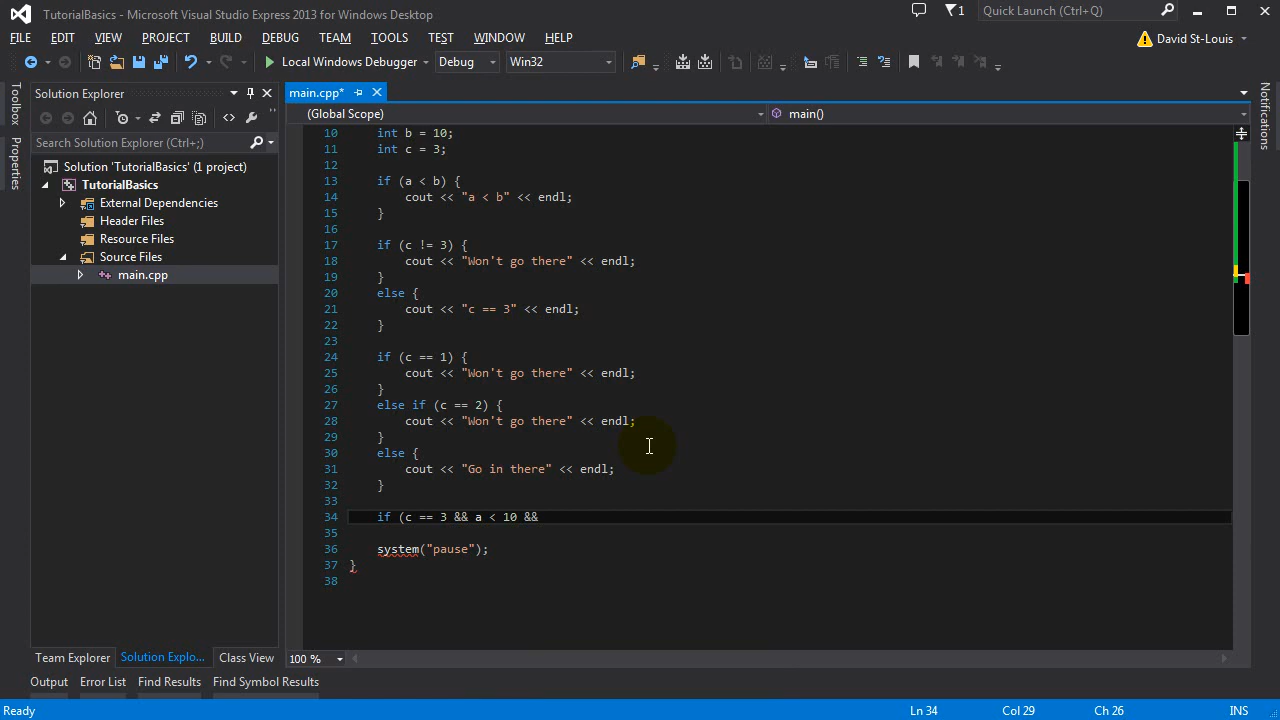 TutorialBasics - Microsoft Visual Studio Express 2013 for Windows Desktop
1
Quick Launch (Ctrl+Q)
FILE EDIT VIEW PROJECT BUILD DEBUG TEAM TOOLS TEST WINDOW HELP
David St-Louis
Local Windows Debugger Debug Win32
Toolbox
Properties
Solution Explorer
Search Solution Explorer (Ctrl+;)
Solution 'TutorialBasics' (1 project)
TutorialBasics
External Dependencies
Header Files
Resource Files
Source Files
main.cpp
Team Explorer Solution Explo... Class View
main.cpp*
(Global Scope) main()
10 int b = 10;
11 int c = 3;
12
13 if (a < b) {
14 cout << "a < b" << endl;
15 }
16
17 if (c != 3) {
18 cout << "Won't go there" << endl;
19 }
20 else {
21 cout << "c == 3" << endl;
22 }
23
24 if (c == 1) {
25 cout << "Won't go there" << endl;
26 }
27 else if (c == 2) {
28 cout << "Won't go there" << endl;
29 }
30 else {
31 cout << "Go in there" << endl;
32 }
33
34 if (c == 3 && a < 10 &&
35
36 system("pause");
37 }
38
100 %
Notifications
Output Error List Find Results Find Symbol Results
Ready Ln 34 Col 29 Ch 26 INS